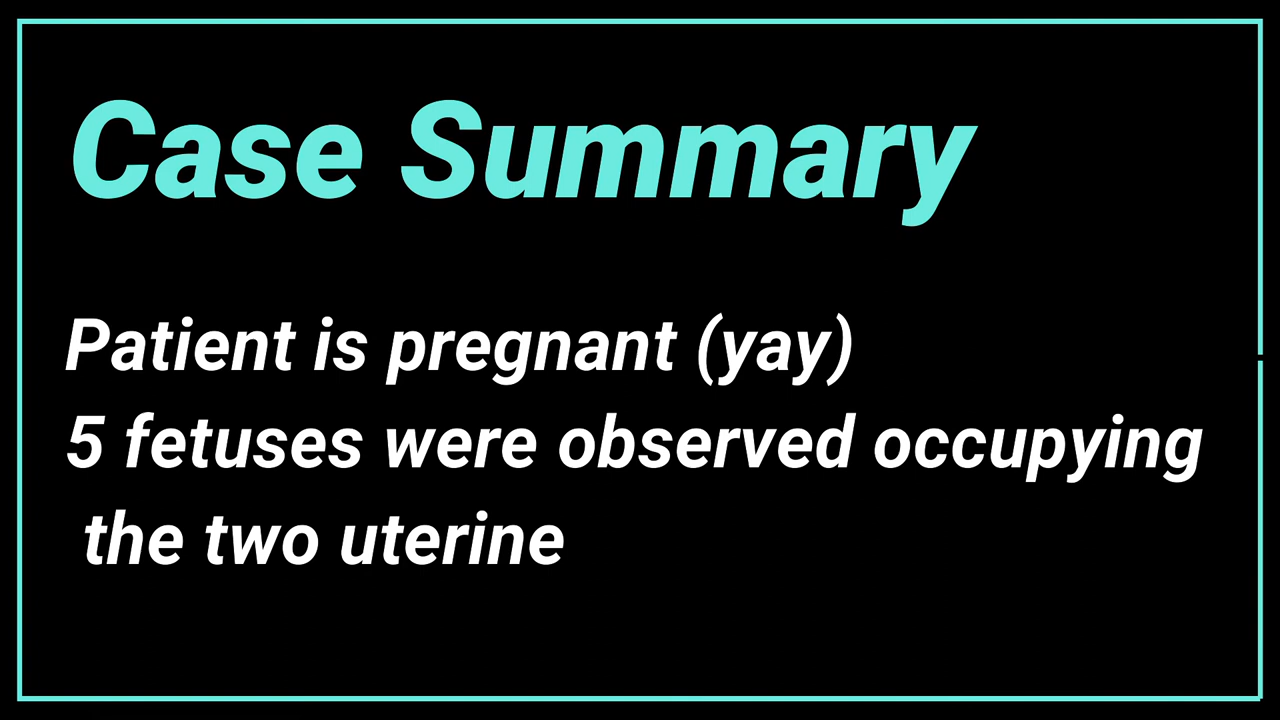 Case Summary
Patient is pregnant (yay)
5 fetuses were observed occupying
the two uterine